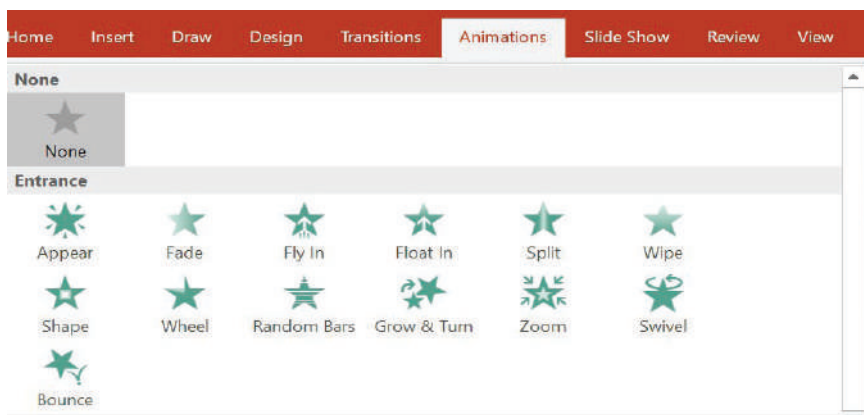 Home Insert Draw Design Transitions Animations Slide Show Review View
None
None
Entrance
Appear Fade Fly In Float In Split Wipe
Shape Wheel Random Bars Grow & Turn Zoom Swivel
Bounce